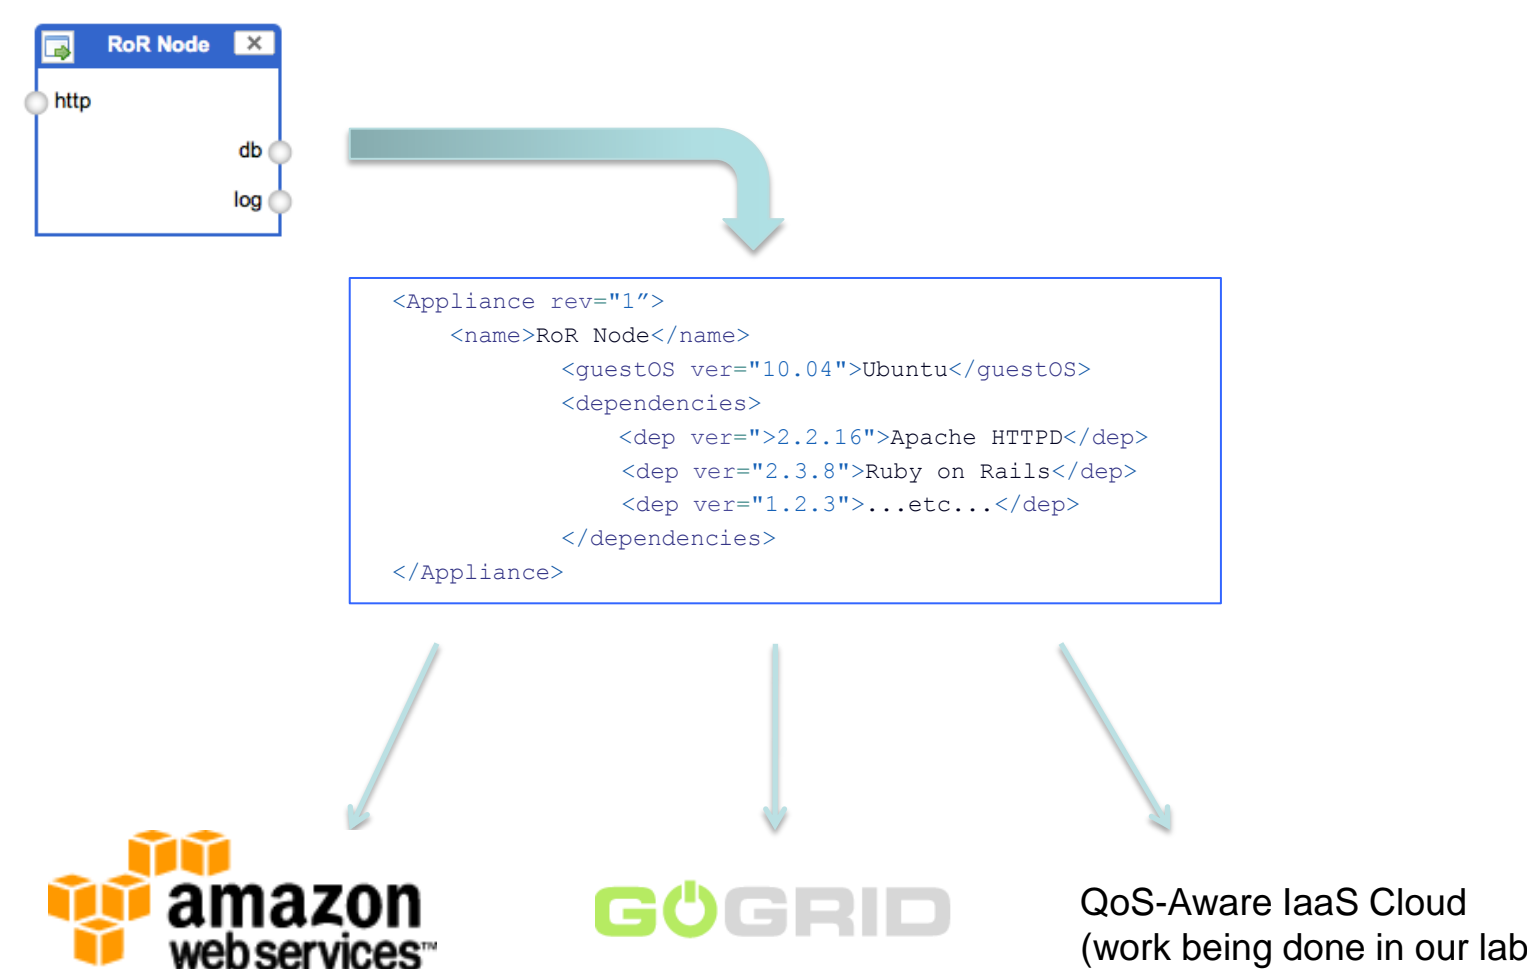 RoR Node
http
db
log
<Appliance rev="1”>
<name>RoR Node</name>
<guestOS ver="10.04">Ubuntu</guestOS>
<dependencies>
<dep ver=">2.2.16">Apache HTTPD</dep>
<dep ver="2.3.8">Ruby on Rails</dep>
<dep ver="1.2.3">...etc...</dep>
</dependencies>
</Appliance>
amazon
web services™
GOGRID
QoS-Aware IaaS Cloud
(work being done in our lab